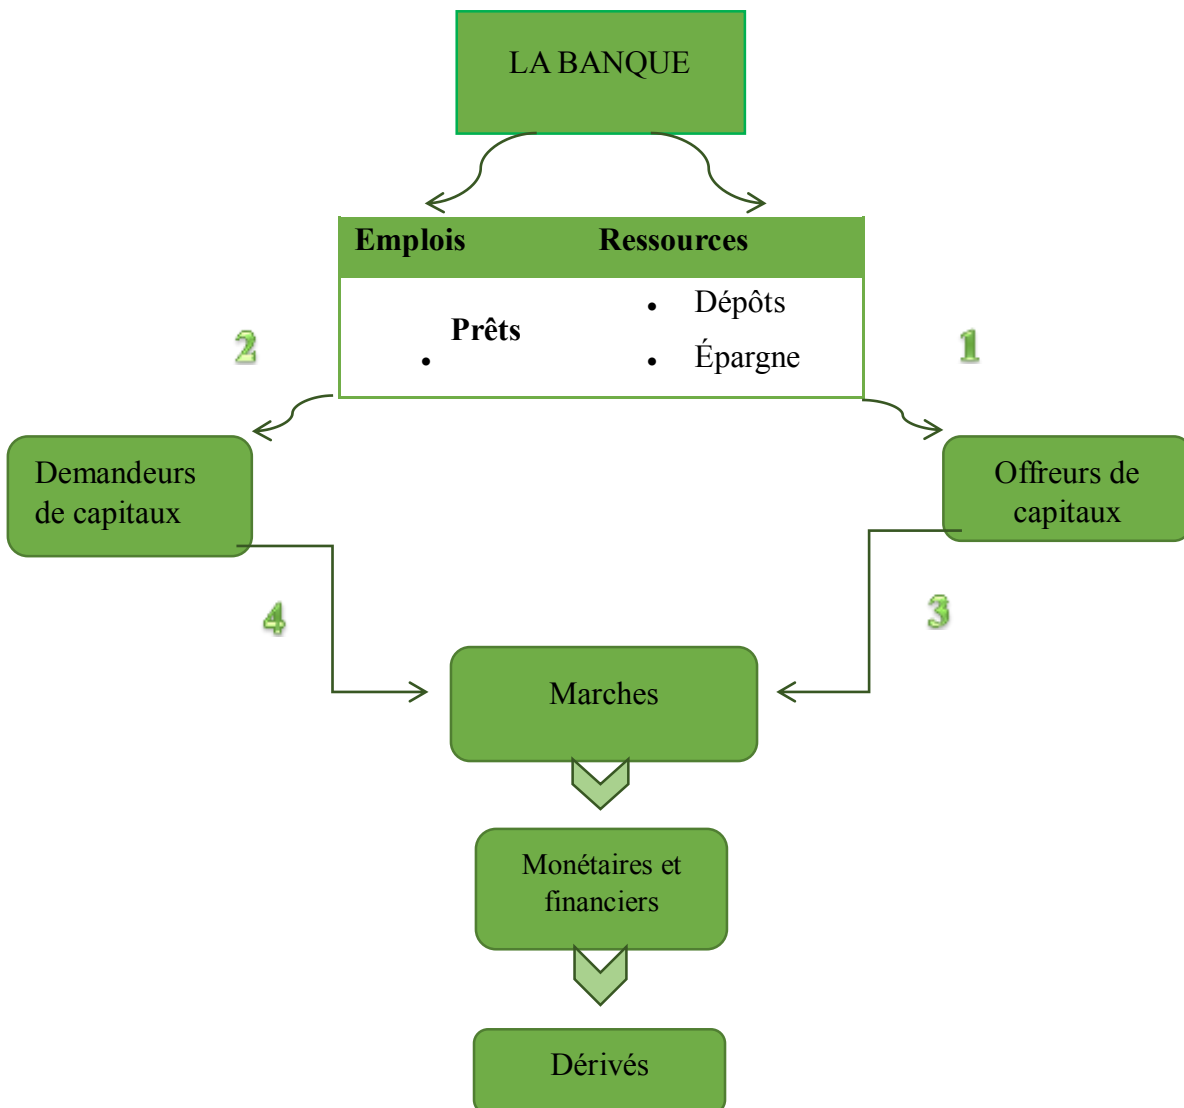 LA BANQUE
Emplois
Ressources
Prêts
Dépôts
Épargne
2
1
Demandeurs
de capitaux
Offreurs de
capitaux
4
3
Marches
Monétaires et
financiers
Dérivés